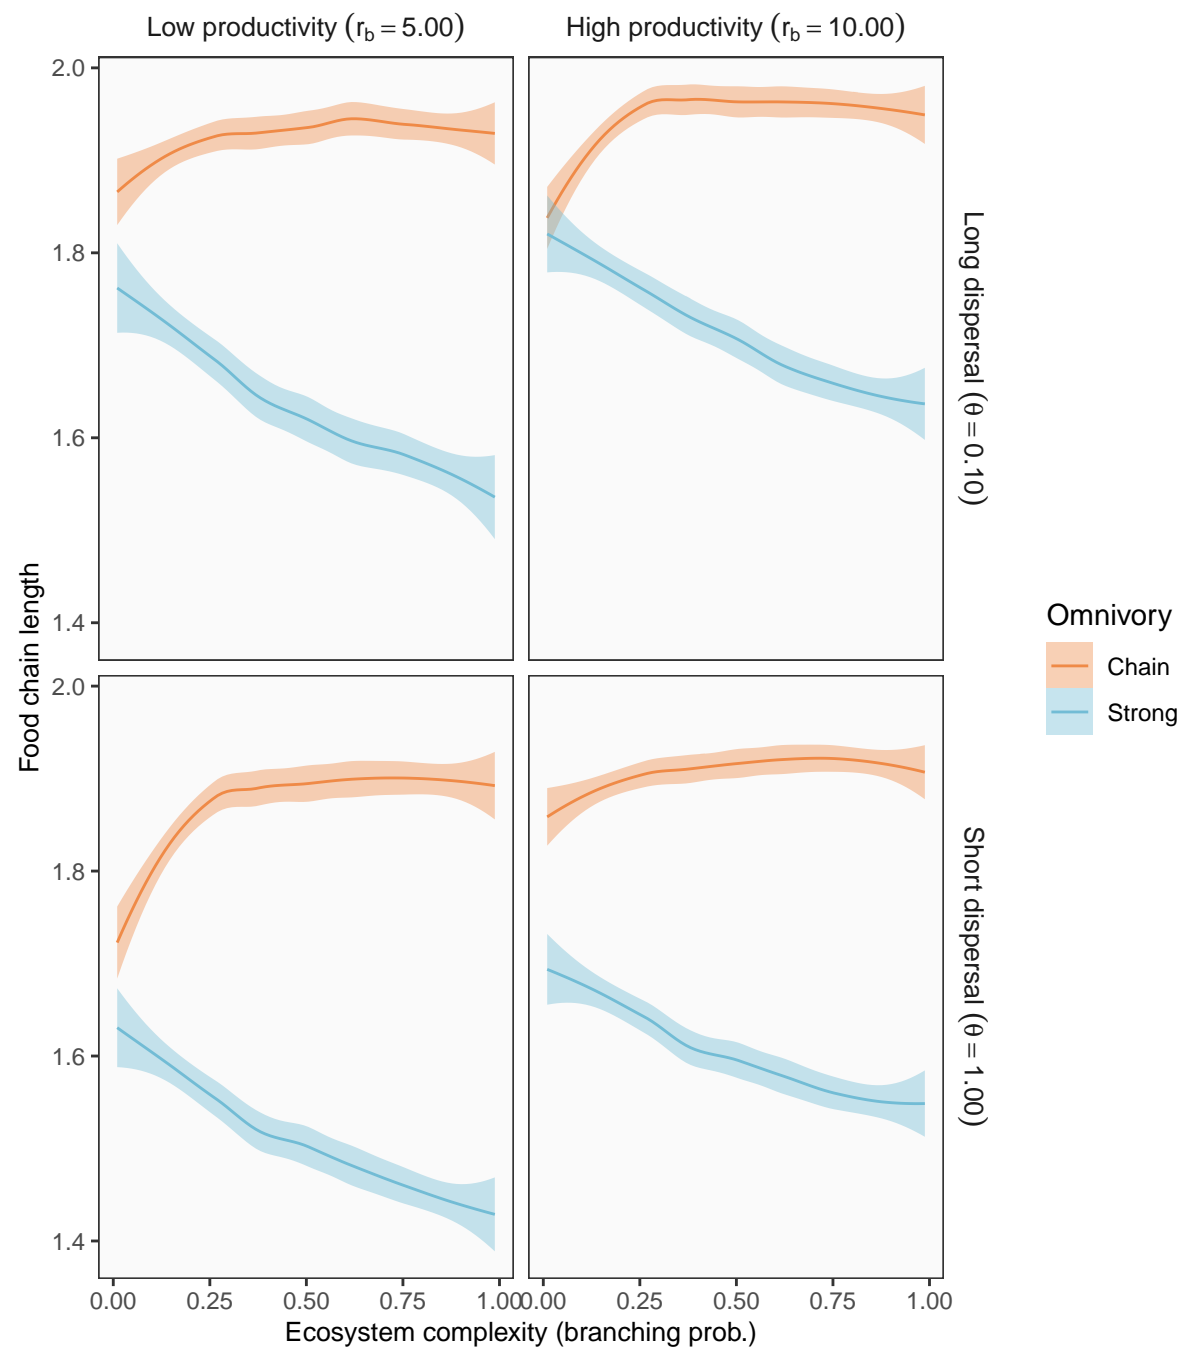 Low productivity (r_b = 5.00)
High productivity (r_b = 10.00)
2.0
1.8
1.6
1.4
Long dispersal (θ = 0.10)
Food chain length
2.0
1.8
1.6
1.4
Short dispersal (θ = 1.00)
0.00 0.25 0.50 0.75 1.00
0.00 0.25 0.50 0.75 1.00
Ecosystem complexity (branching prob.)
Omnivory
Chain
Strong